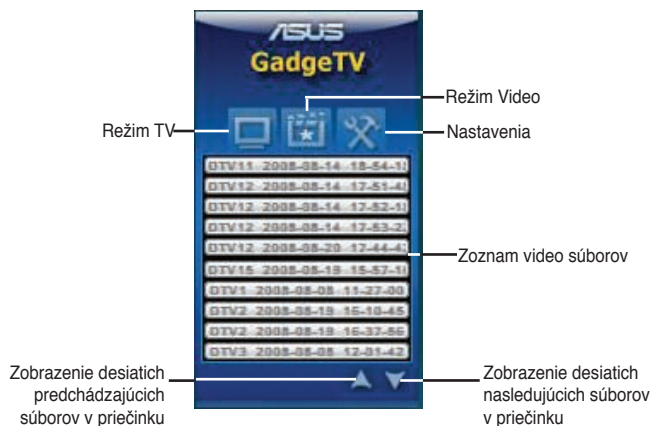 ASUS
GadgeTV
Režim Video
Režim TV
Nastavenia
DTV11 2008-08-14 18-54-1
DTV12 2008-08-14 17-51-4
DTV12 2008-08-14 17-52-1
DTV12 2008-08-14 17-53-2
DTV12 2008-08-20 17-44-4
Zoznam video súborov
DTV15 2008-08-19 15-57-1
DTV1 2008-08-08 11-27-00
DTV2 2008-08-19 16-10-45
DTV2 2008-08-19 16-37-56
DTV3 2008-08-08 12-01-42
Zobrazenie desiatich
predchádzajúcich
súborov v priečinku
Zobrazenie desiatich
nasledujúcich súborov
v priečinku